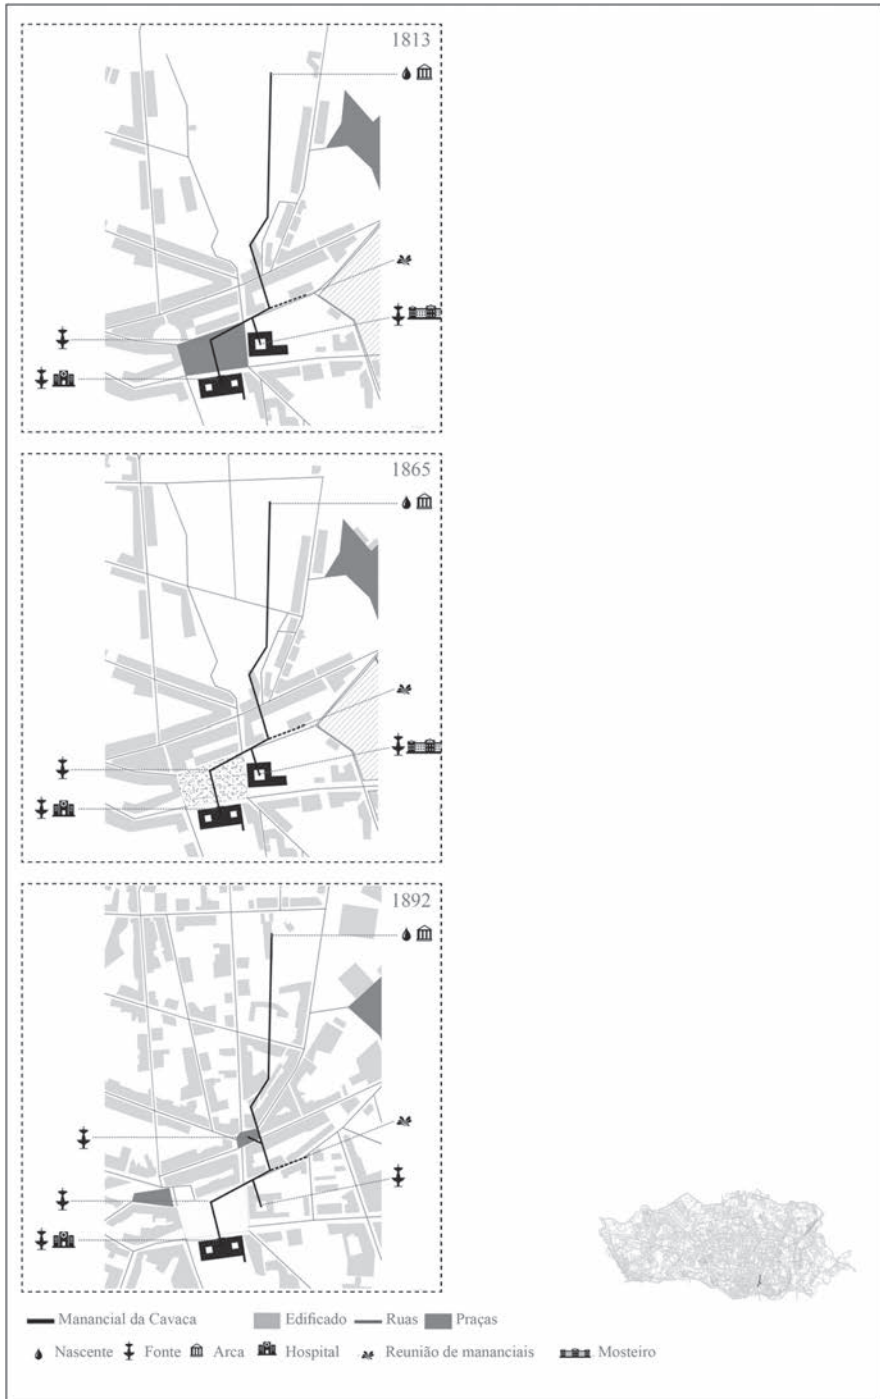 1813
1865
1892
Manancial da Cavaca Edificado Ruas Praças
Nascente Fonte Arca Hospital Reunião de mananciais Mosteiro